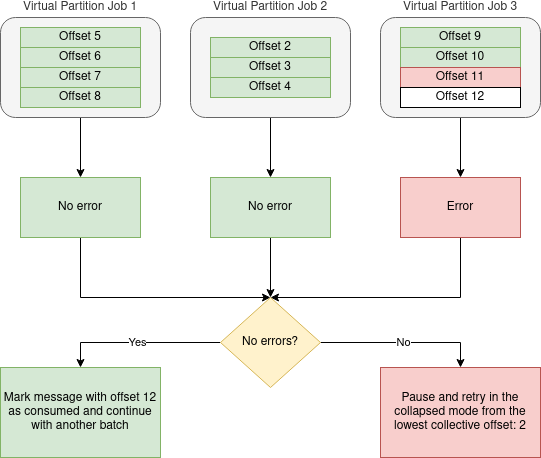 Virtual Partition Job 1
Virtual Partition Job 2
Virtual Partition Job 3
Offset 5
Offset 6
Offset 7
Offset 8
Offset 2
Offset 3
Offset 4
Offset 9
Offset 10
Offset 11
Offset 12
No error
No error
Error
No errors?
Yes
No
Mark message with offset 12
as consumed and continue
with another batch
Pause and retry in the
collapsed mode from the
lowest collective offset: 2